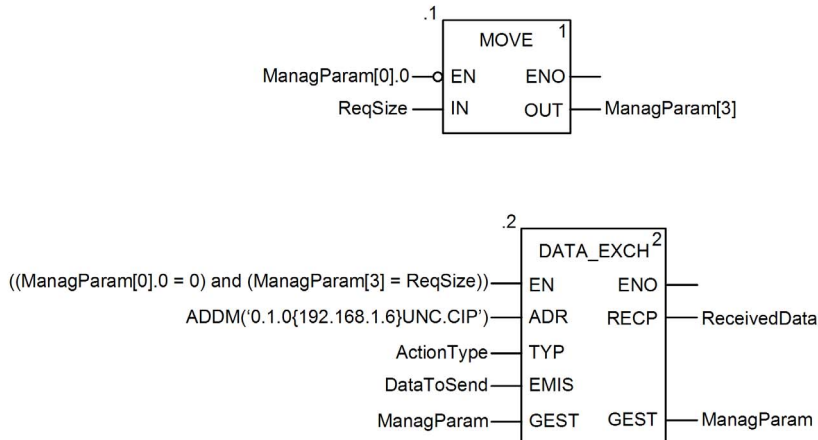 .1
MOVE 1
ManagParam[0].0 EN ENO
ReqSize IN OUT ManagParam[3]
.2
DATA_EXCH 2
((ManagParam[0].0 = 0) and (ManagParam[3] = ReqSize)) EN ENO
ADDM(‘0.1.0{192.168.1.6}UNC.CIP’) ADR RECP ReceivedData
ActionType TYP
DataToSend EMIS
ManagParam GEST GEST ManagParam